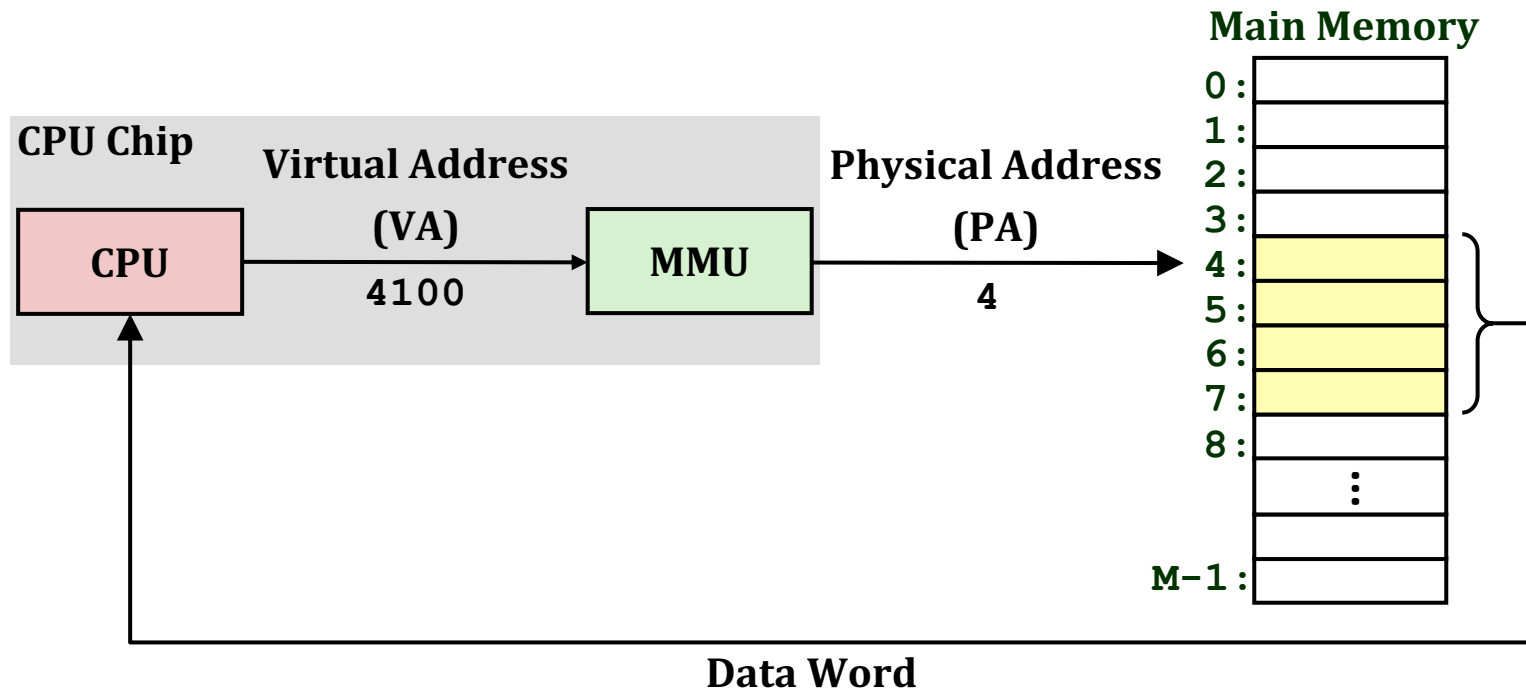 Main Memory
CPU Chip
Virtual Address
(VA)
4100
CPU
MMU
Physical Address
(PA)
4
0:
1:
2:
3:
4:
5:
6:
7:
8:
⋮
M-1:
Data Word